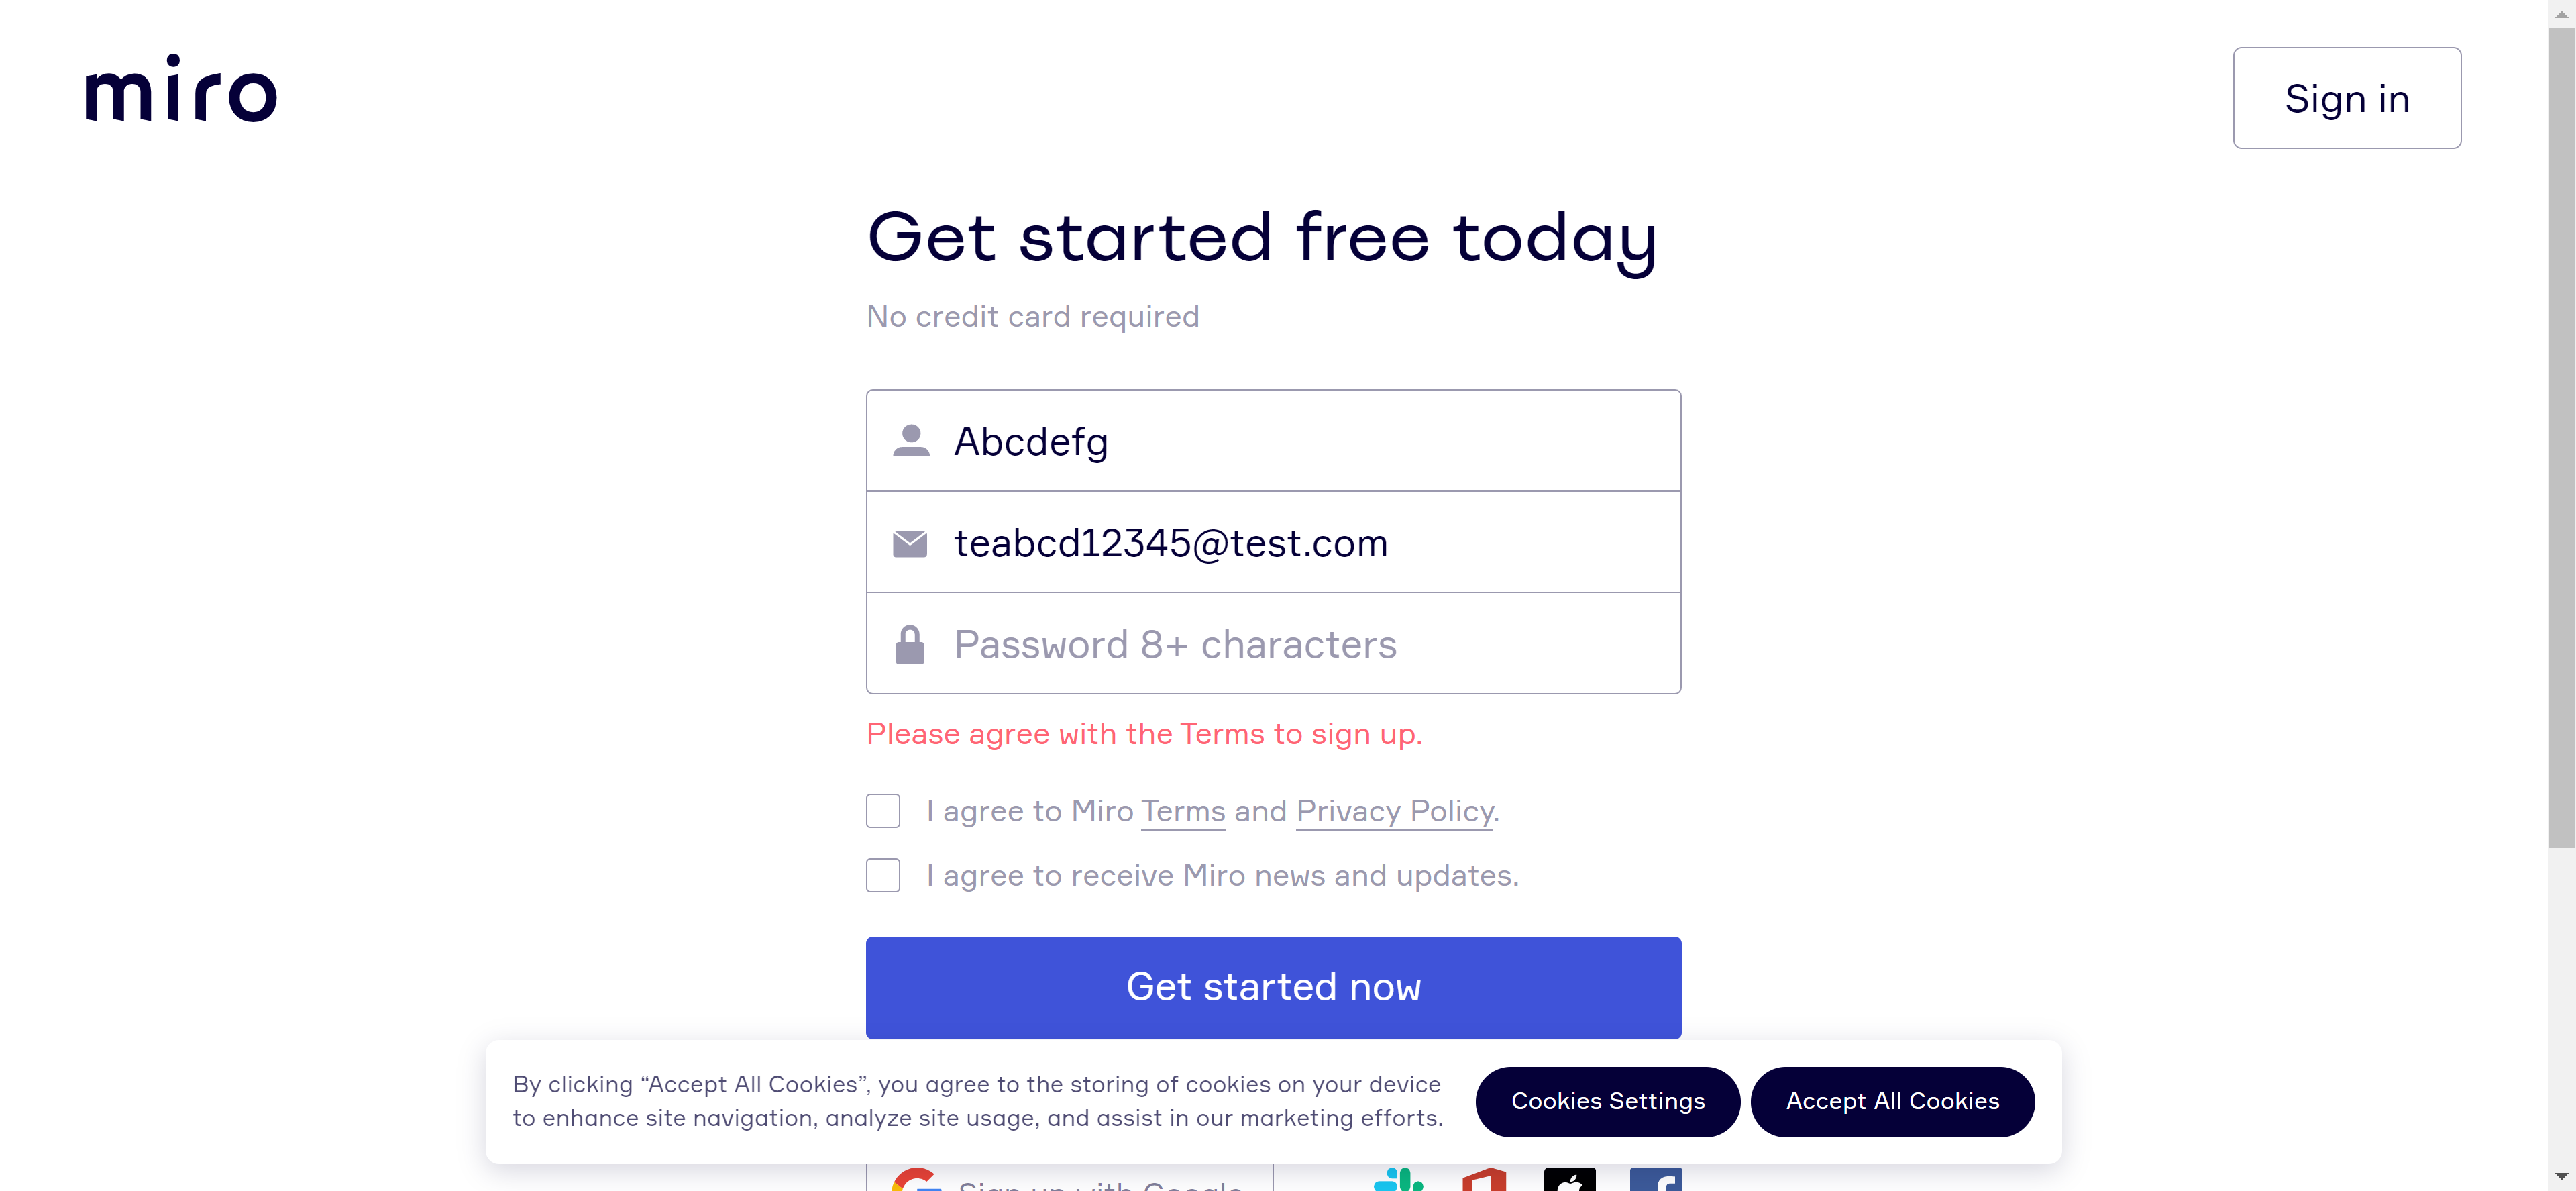 miro
Sign in
Get started free today
No credit card required
Abcdefg
teabcd12345@test.com
Password 8+ characters
Please agree with the Terms to sign up.
I agree to Miro Terms and Privacy Policy.
I agree to receive Miro news and updates.
Get started now
By clicking “Accept All Cookies”, you agree to the storing of cookies on your device
to enhance site navigation, analyze site usage, and assist in our marketing efforts.
Cookies Settings
Accept All Cookies
Sign up with Google